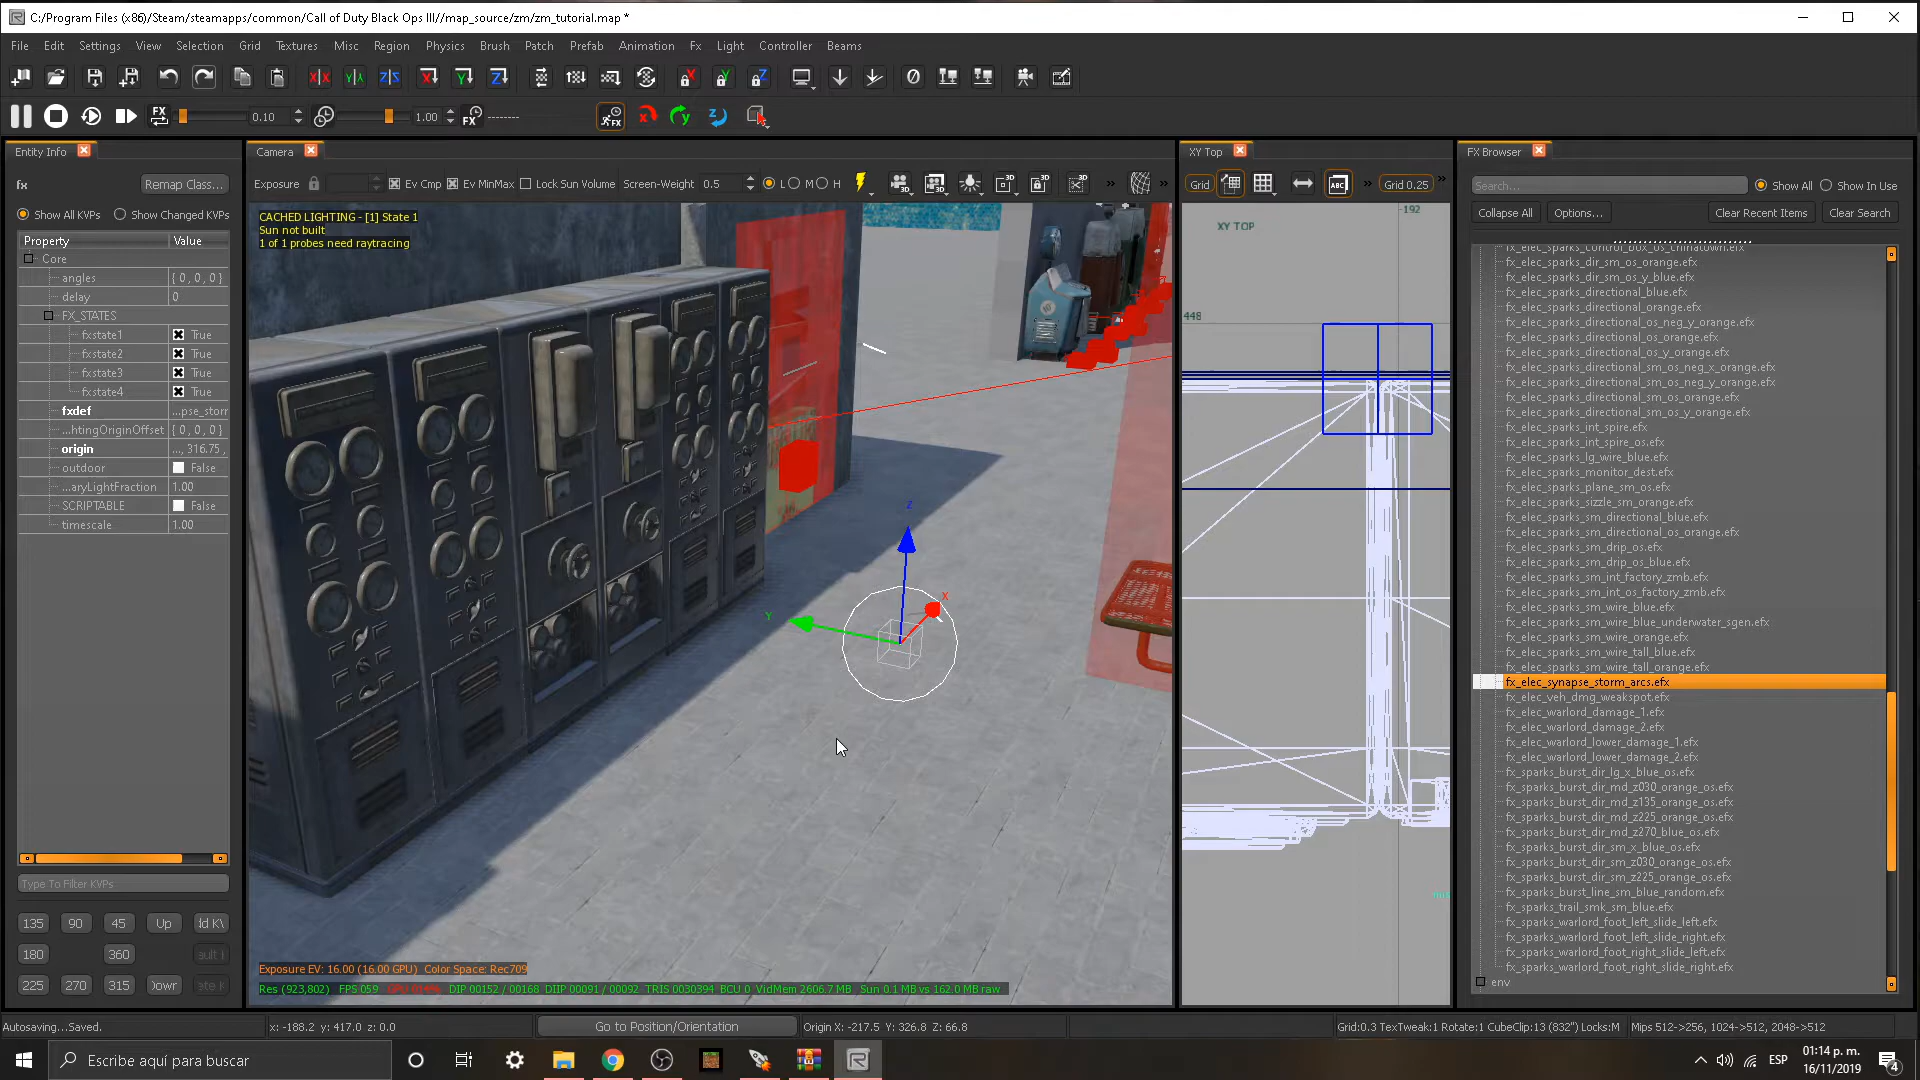 C:/Program Files (x86)/Steam/steamapps/common/Call of Duty Black Ops III//map_source/zm/zm_tutorial.map *
File Edit Settings View Selection Grid Textures Misc Region Physics Brush Patch Prefab Animation Fx Light Controller Beams
FX 0.10 1.00 FX --------
Entity Info
fx Remap Class...
Show All KVPs Show Changed KVPs
Property Value
Core
angles { 0 , 0 , 0 }
delay 0
FX_STATES
fxstate1 True
fxstate2 True
fxstate3 True
fxstate4 True
fxdef ...pse_storr
...htingOriginOffset { 0 , 0 , 0 }
origin ..., 316.75 ,
outdoor False
...aryLightFraction 1.00
SCRIPTABLE False
timescale 1.00
Type To Filter KVPs
135 90 45 Up
180 360
225 270 315
Camera
Exposure Ev Cmp Ev MinMax Lock Sun Volume Screen-Weight 0.5 L M H
CACHED LIGHTING - [1] State 1
Sun not built
1 of 1 probes need raytracing
Z
X
Y
Exposure EV: 16.00 (16.00 GPU) Color Space: Rec709
Res (923,802) FPS 059 DIP 00152 / 00168 DIIP 00091 / 00092 TRIS 0030394 BCU 0 VidMem 2606.7 MB Sun 0.1 MB vs 162.0 MB raw
XY Top
Grid ABC Grid 0.25
-192
XY TOP
448
FX Browser
Search... Show All Show In Use
Collapse All Options... Clear Recent Items Clear Search
fx_elec_sparks_control_box_os_chinatown.efx
fx_elec_sparks_dir_sm_os_orange.efx
fx_elec_sparks_dir_sm_os_y_blue.efx
fx_elec_sparks_directional_blue.efx
fx_elec_sparks_directional_orange.efx
fx_elec_sparks_directional_os_neg_y_orange.efx
fx_elec_sparks_directional_os_orange.efx
fx_elec_sparks_directional_os_y_orange.efx
fx_elec_sparks_directional_sm_os_neg_x_orange.efx
fx_elec_sparks_directional_sm_os_neg_y_orange.efx
fx_elec_sparks_directional_sm_os_orange.efx
fx_elec_sparks_directional_sm_os_y_orange.efx
fx_elec_sparks_int_spire.efx
fx_elec_sparks_int_spire_os.efx
fx_elec_sparks_lg_wire_blue.efx
fx_elec_sparks_monitor_dest.efx
fx_elec_sparks_plane_sm_os.efx
fx_elec_sparks_sizzle_sm_orange.efx
fx_elec_sparks_sm_directional_blue.efx
fx_elec_sparks_sm_directional_os_orange.efx
fx_elec_sparks_sm_drip_os.efx
fx_elec_sparks_sm_drip_os_blue.efx
fx_elec_sparks_sm_int_factory_zmb.efx
fx_elec_sparks_sm_int_os_factory_zmb.efx
fx_elec_sparks_sm_wire_blue.efx
fx_elec_sparks_sm_wire_blue_underwater_sgen.efx
fx_elec_sparks_sm_wire_orange.efx
fx_elec_sparks_sm_wire_tall_blue.efx
fx_elec_sparks_sm_wire_tall_orange.efx
fx_elec_synapse_storm_arcs.efx
fx_elec_veh_dmg_weakspot.efx
fx_elec_warlord_damage_1.efx
fx_elec_warlord_damage_2.efx
fx_elec_warlord_lower_damage_1.efx
fx_elec_warlord_lower_damage_2.efx
fx_sparks_burst_dir_lg_x_blue_os.efx
fx_sparks_burst_dir_md_z030_orange_os.efx
fx_sparks_burst_dir_md_z135_orange_os.efx
fx_sparks_burst_dir_md_z225_orange_os.efx
fx_sparks_burst_dir_md_z270_blue_os.efx
fx_sparks_burst_dir_sm_x_blue_os.efx
fx_sparks_burst_dir_sm_z030_orange_os.efx
fx_sparks_burst_dir_sm_z225_orange_os.efx
fx_sparks_burst_line_sm_blue_random.efx
fx_sparks_trail_smk_sm_blue.efx
fx_sparks_warlord_foot_left_slide_left.efx
fx_sparks_warlord_foot_left_slide_right.efx
fx_sparks_warlord_foot_right_slide_left.efx
fx_sparks_warlord_foot_right_slide_right.efx
env
Autosaving...Saved. x: -188.2 y: 417.0 z: 0.0 Go to Position/Orientation Origin X: -217.5 Y: 326.8 Z: 66.8 Grid:0.3 TexTweak:1 Rotate:1 CubeClip:13 (832") Locks:M Mips 512->256, 1024->512, 2048->512
Escribe aquí para buscar ESP 01:14 p. m.
16/11/2019 4